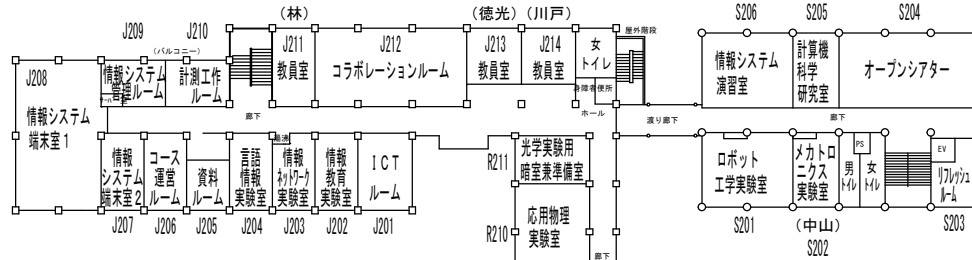 (林)
(徳光)
(川戸)
S206
S205
S204
J209
J210
(バルコニー)
J211
教員室
J212
コラボレーションルーム
J213
教員室
J214
教員室
女
トイレ
屋外階段
情報システム
演習室
計算機
科学
研究室
オープンシアター
J208
情報システム
端末室1
情報システム
管理ルーム
計測工作
ルーム
身障者便所
ホール
廊下
渡り廊下
廊下
湯沸
情報
システム
端末室2
コース
運営
ルーム
資料
ルーム
言語
情報
実験室
情報
ネットワーク
実験室
情報
教育
実験室
ICT
ルーム
R211
光学実験用
暗室兼準備室
ロボット
工学実験室
メカトロ
ニクス
実験室
男
トイレ
PS
女
トイレ
EV
リフレッシュ
ルーム
J207
J206
J205
J204
J203
J202
J201
R210
応用物理
実験室
廊下
S201
(中山)
S202
S203